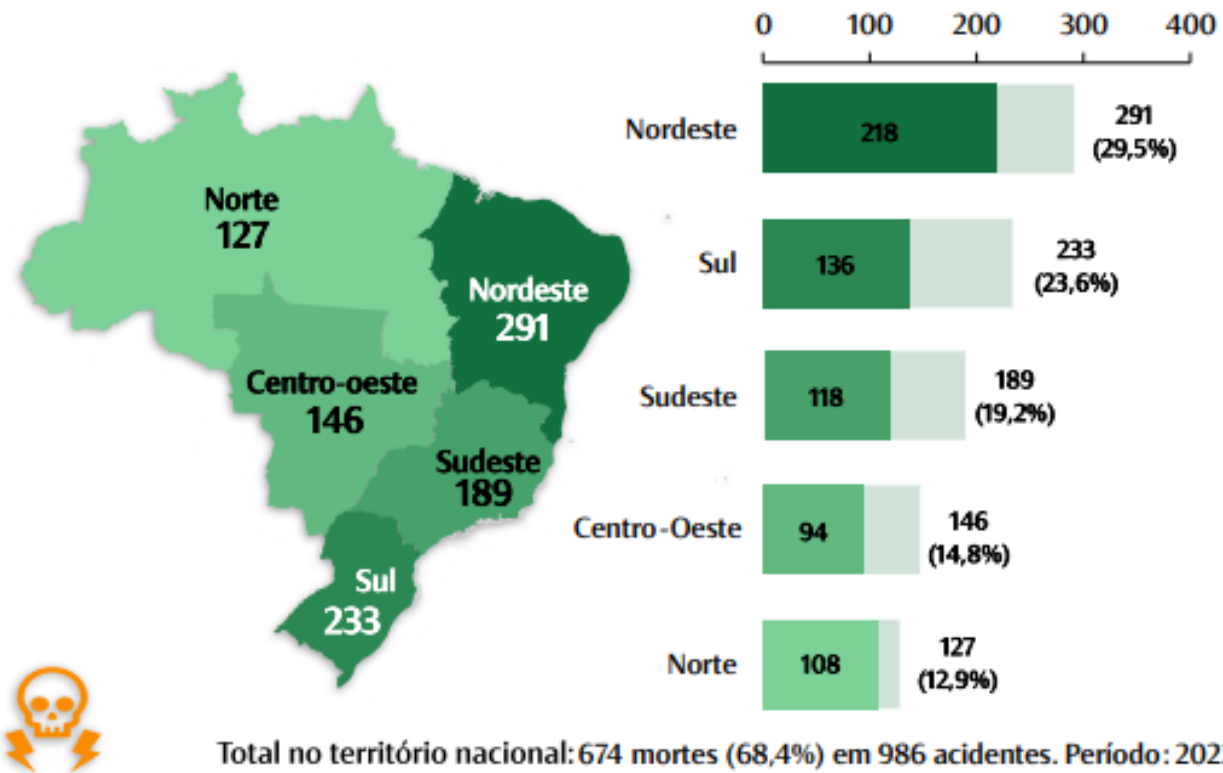 0 100 200 300 400
Norte
127
Nordeste
291
Centro-oeste
146
Sudeste
189
Sul
233
Nordeste 218 291
(29,5%)
Sul 136 233
(23,6%)
Sudeste 118 189
(19,2%)
Centro-Oeste 94 146
(14,8%)
Norte 108 127
(12,9%)
Total no território nacional: 674 mortes (68,4%) em 986 acidentes. Período: 202